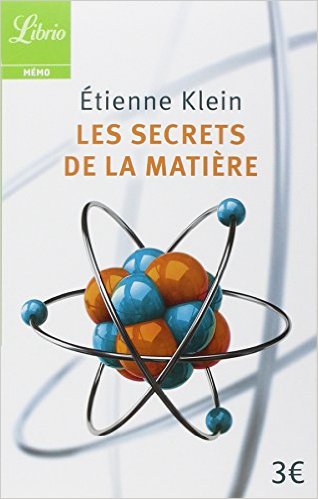 Librio
MÉMO
Étienne Klein
LES SECRETS
DE LA MATIÈRE
3€